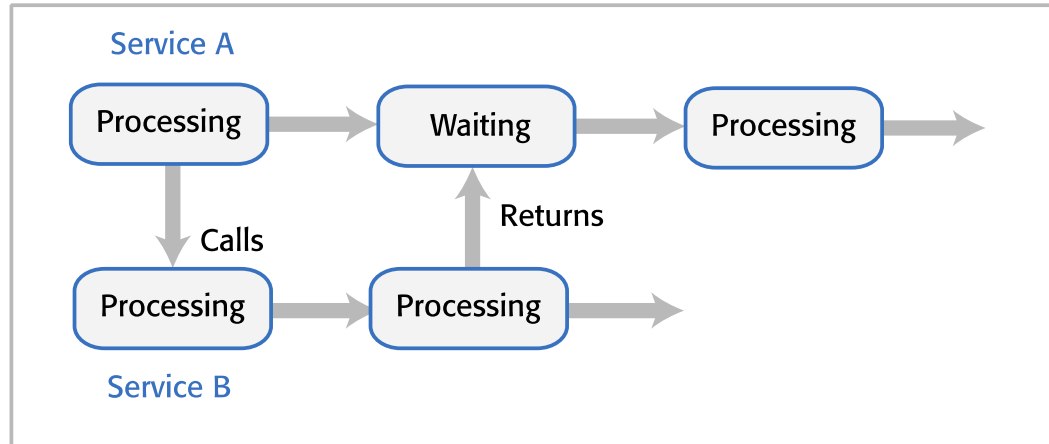 Service A
Processing
Waiting
Processing
Calls
Returns
Processing
Processing
Service B